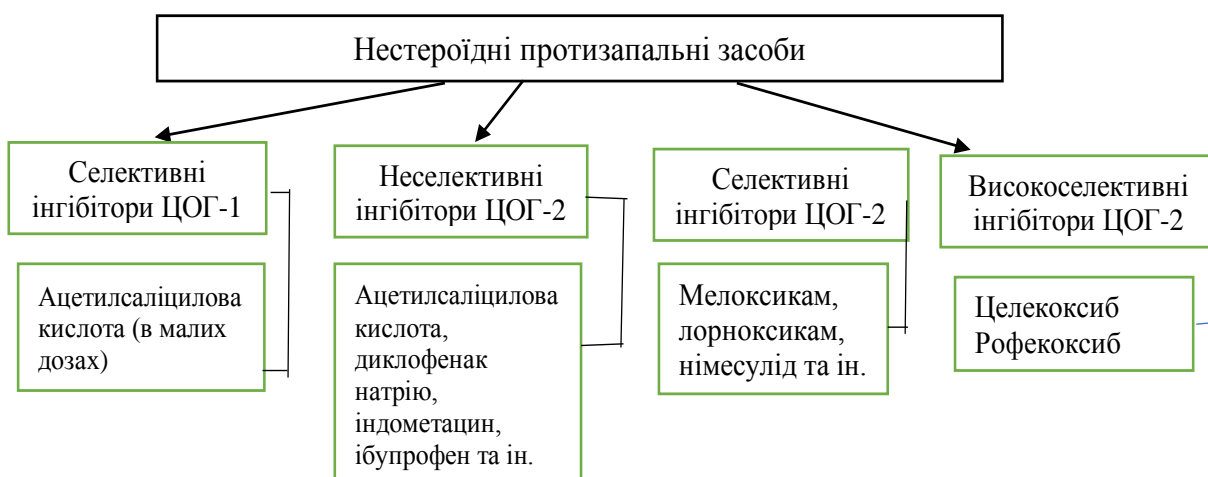 Нестероїдні протизапальні засоби
Селективні
інгібітори ЦОГ-1
Ацетилсаліцилова
кислота (в малих
дозах)
Неселективні
інгібітори ЦОГ-2
Ацетилсаліцилова
кислота,
диклофенак
натрію,
індометацин,
ібупрофен та ін.
Селективні
інгібітори ЦОГ-2
Мелоксикам,
лорноксикам,
німесулід та ін.
Високоселективні
інгібітори ЦОГ-2
Целекоксиб
Рофекоксиб